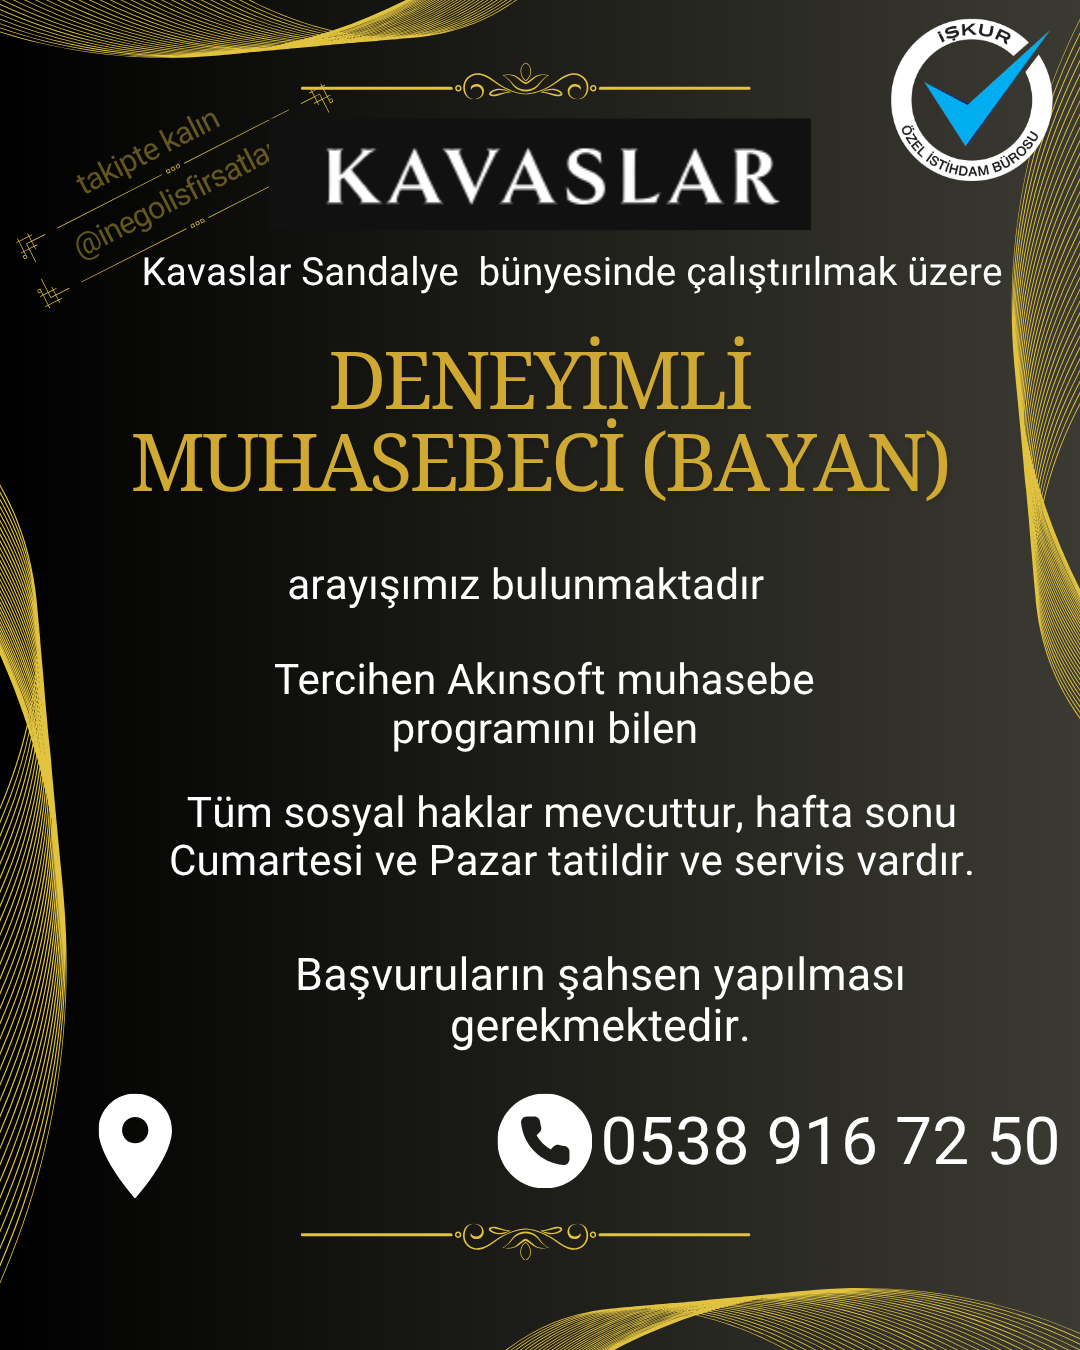 İŞKUR
ÖZEL İSTİHDAM BÜROSU
takipte kalın
KAVASLAR
Kavaslar Sandalye bünyesinde çalıştırılmak üzere
DENEYİMLİ
MUHASEBECİ (BAYAN)
arayışımız bulunmaktadır
Tercihen Akınsoft muhasebe
programını bilen
Tüm sosyal haklar mevcuttur, hafta sonu
Cumartesi ve Pazar tatildir ve servis vardır.
Başvuruların şahsen yapılması
gerekmektedir.
0538 916 72 50